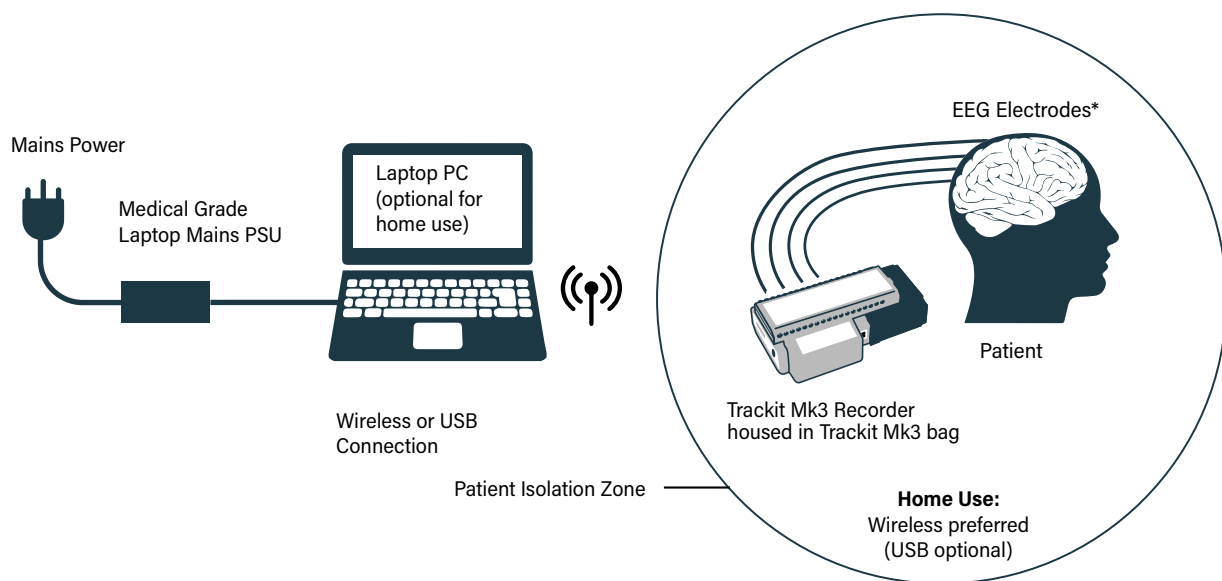 Mains Power
Medical Grade
Laptop Mains PSU
Laptop PC
(optional for
home use)
Wireless or USB
Connection
EEG Electrodes*
Patient
Trackit Mk3 Recorder
housed in Trackit Mk3 bag
Patient Isolation Zone
Home Use:
Wireless preferred
(USB optional)